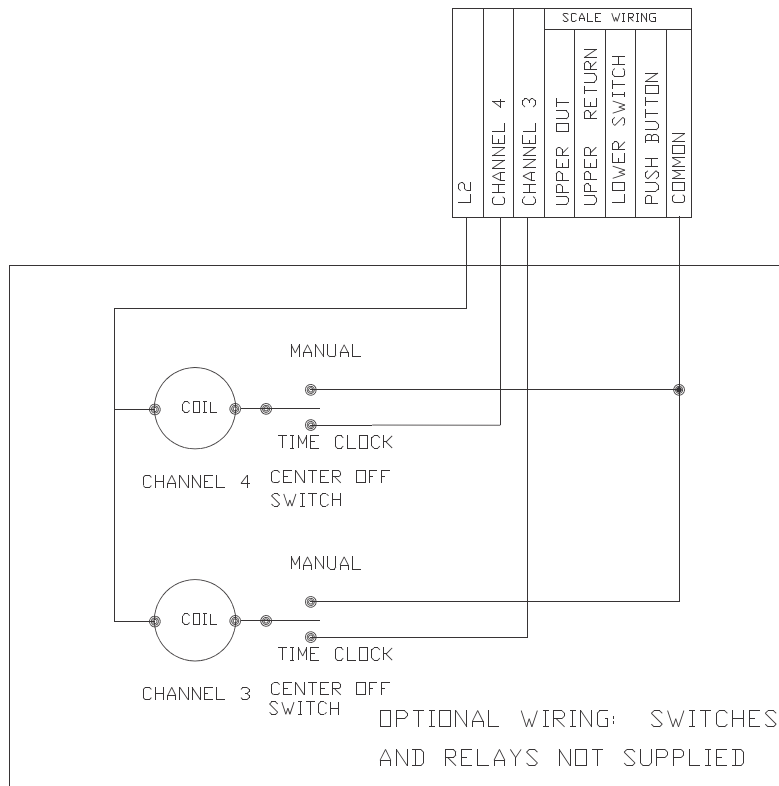 SCALE WIRING
L2
CHANNEL 4
CHANNEL 3
UPPER OUT
UPPER RETURN
LOWER SWITCH
PUSH BUTTON
COMMON
MANUAL
COIL
TIME CLOCK
CHANNEL 4
CENTER OFF
SWITCH
MANUAL
COIL
TIME CLOCK
CHANNEL 3
CENTER OFF
SWITCH
OPTIONAL WIRING: SWITCHES
AND RELAYS NOT SUPPLIED